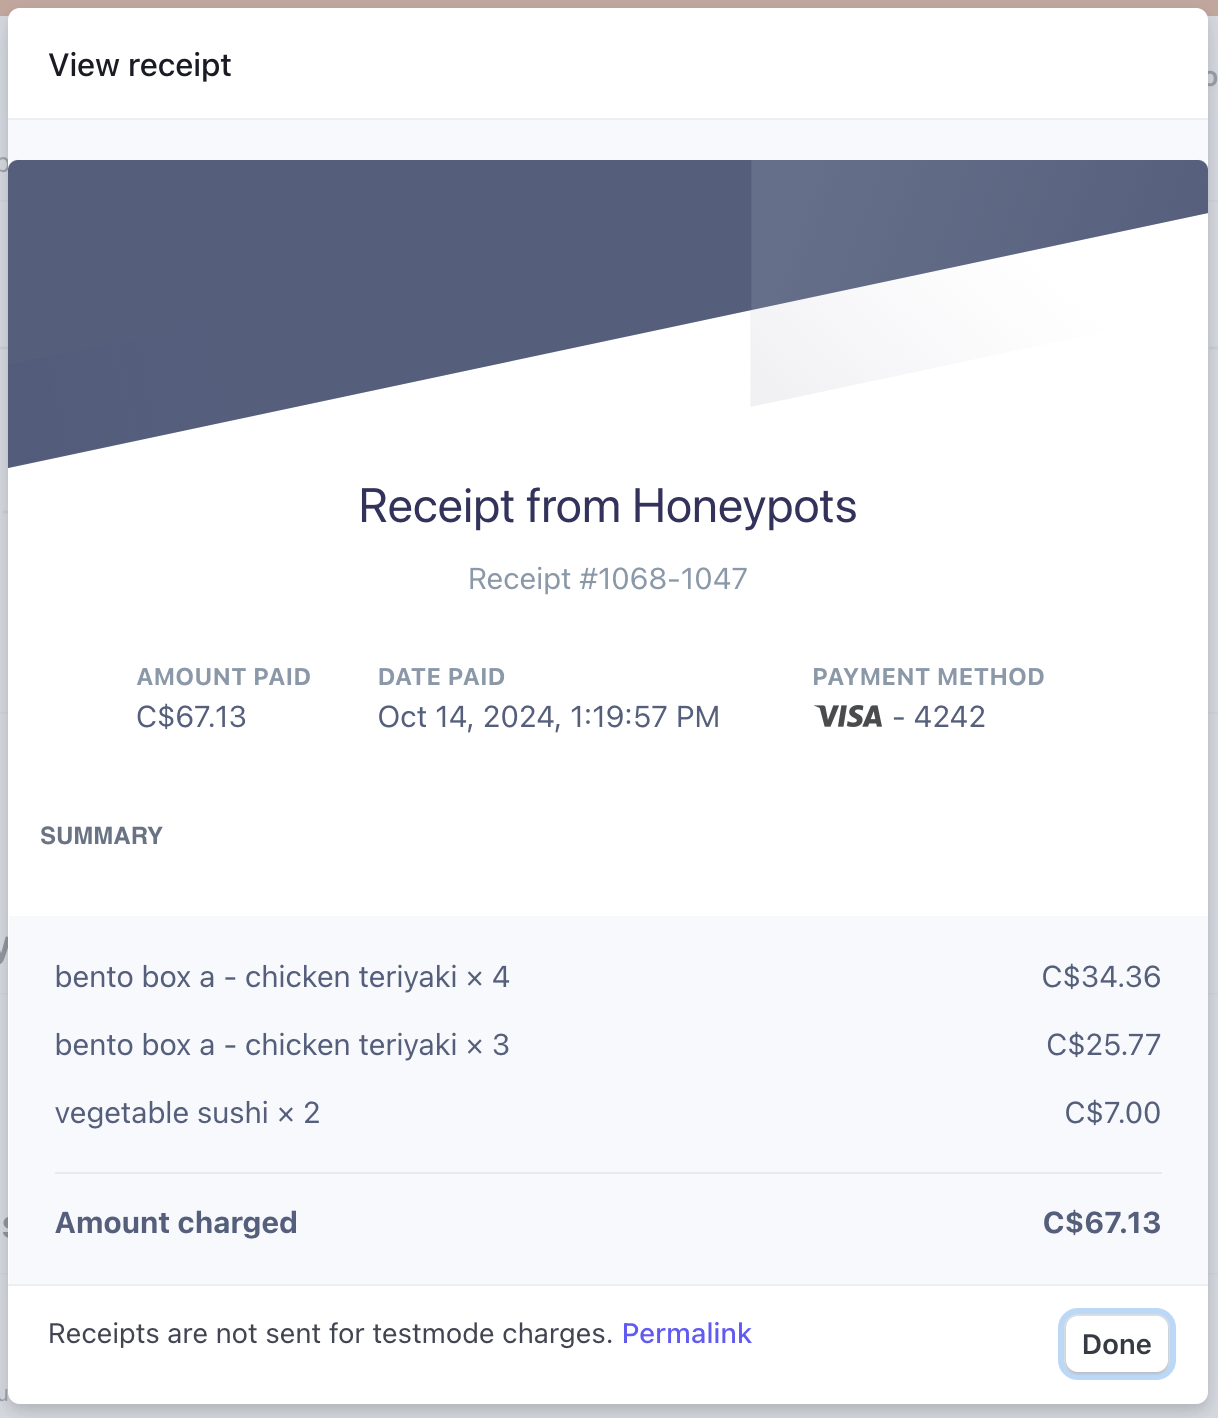 View receipt
Receipt from Honeypots
Receipt #1068-1047
AMOUNT PAID DATE PAID PAYMENT METHOD
C$67.13 Oct 14, 2024, 1:19:57 PM VISA - 4242
SUMMARY
bento box a - chicken teriyaki × 4 C$34.36
bento box a - chicken teriyaki × 3 C$25.77
vegetable sushi × 2 C$7.00
Amount charged C$67.13
Receipts are not sent for testmode charges. Permalink
Done